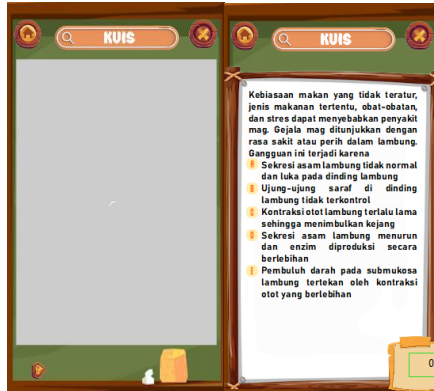 KUIS
KUIS
Kebiasaan makan yang tidak teratur,
jenis makanan tertentu, obat-obatan,
dan stres dapat menyebabkan penyakit
mag. Gejala mag ditunjukkan dengan
rasa sakit atau perih dalam lambung.
Gangguan ini terjadi karena
A Sekresi asam lambung tidak normal
dan luka pada dinding lambung
B Ujung-ujung saraf di dinding
lambung tidak terkontrol
C Kontraksi otot lambung terlalu lama
sehingga menimbulkan kejang
D Sekresi asam lambung menurun
dan enzim diproduksi secara
berlebihan
E Pembuluh darah pada submukosa
lambung tertekan oleh kontraksi
otot yang berlebihan
0